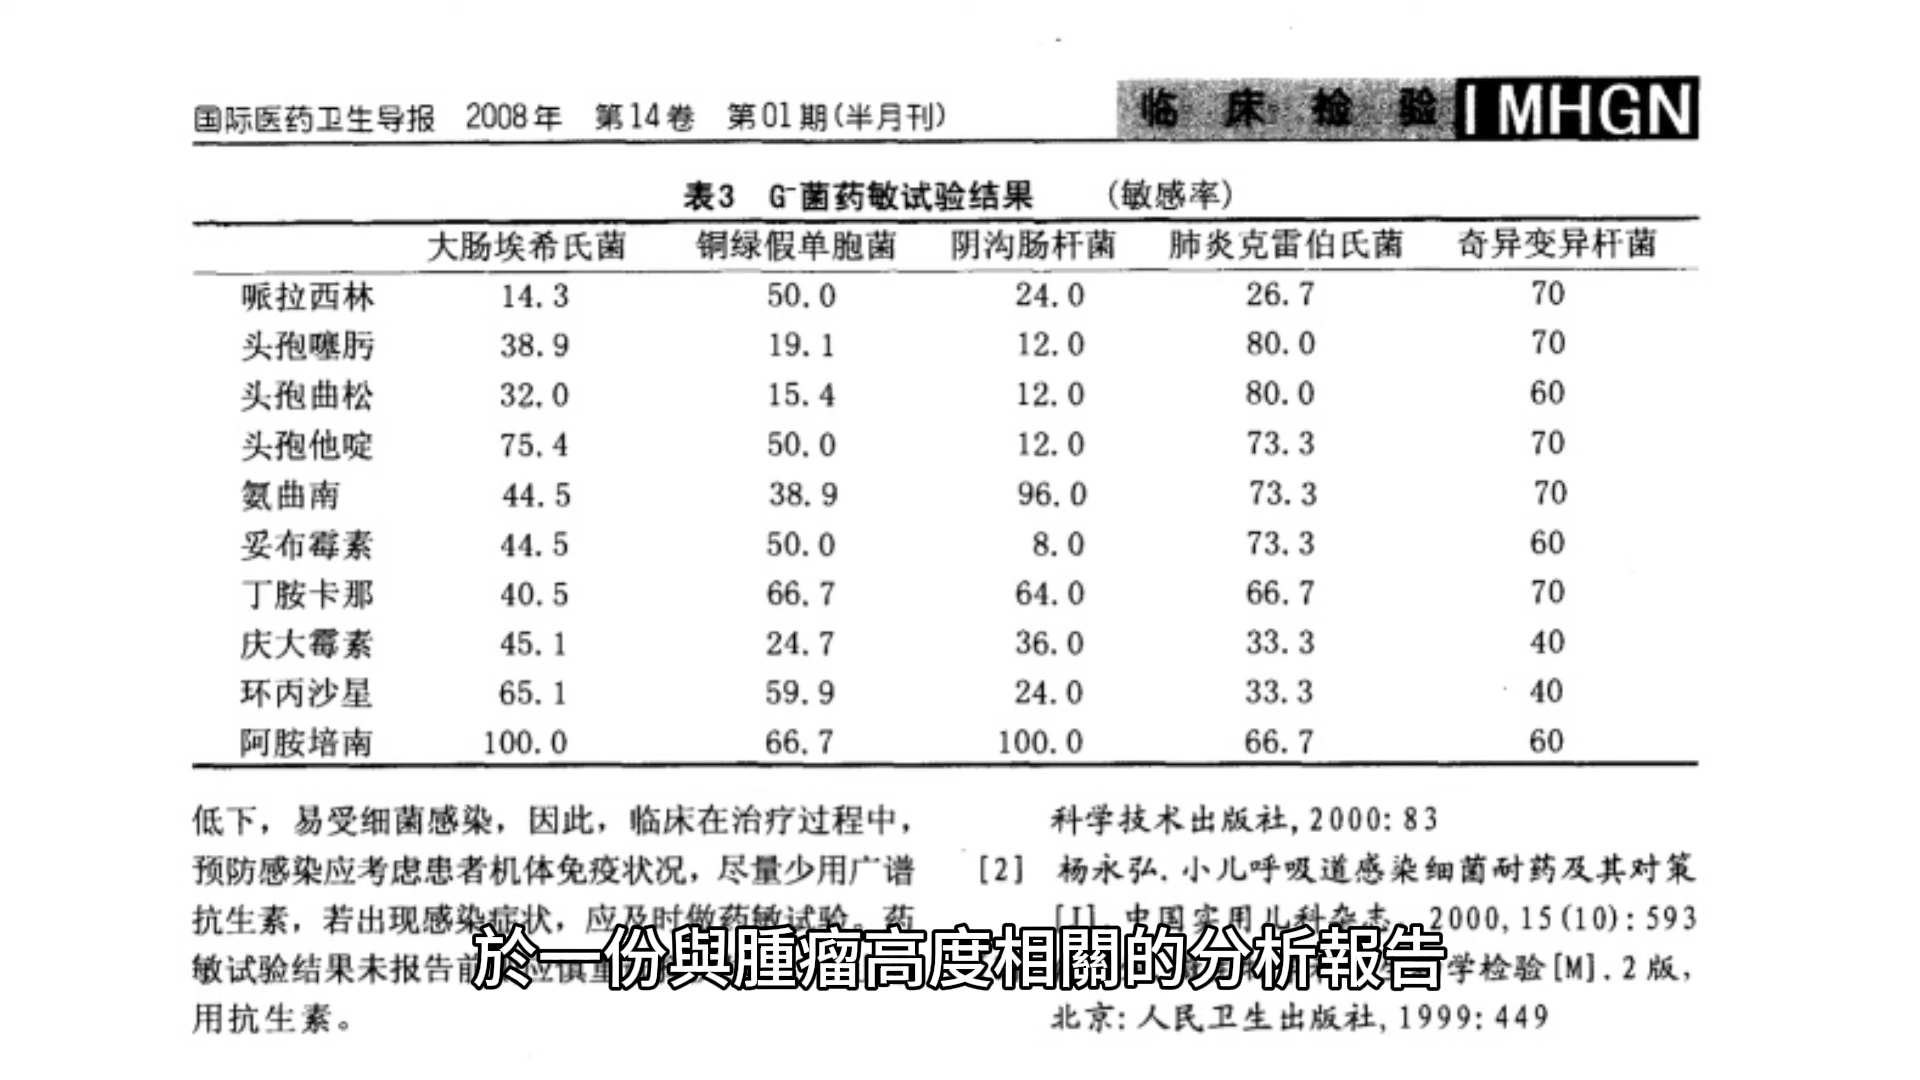 国际医药卫生导报 2008年 第14卷 第01期(半月刊)
临床检验 IMHGN
表3 G⁻菌药敏试验结果 (敏感率)
大肠埃希氏菌 铜绿假单胞菌 阴沟肠杆菌 肺炎克雷伯氏菌 奇异变异杆菌
哌拉西林 14.3 50.0 24.0 26.7 70
头孢噻肟 38.9 19.1 12.0 80.0 70
头孢曲松 32.0 15.4 12.0 80.0 60
头孢他啶 75.4 50.0 12.0 73.3 70
氨曲南 44.5 38.9 96.0 73.3 70
妥布霉素 44.5 50.0 8.0 73.3 60
丁胺卡那 40.5 66.7 64.0 66.7 70
庆大霉素 45.1 24.7 36.0 33.3 40
环丙沙星 65.1 59.9 24.0 33.3 40
阿胺培南 100.0 66.7 100.0 66.7 60
低下，易受细菌感染，因此，临床在治疗过程中，
预防感染应考虑患者机体免疫状况，尽量少用广谱
抗生素，若出现感染症状，应及时做药敏试验。药
敏试验结果未报告前
用抗生素。
科学技术出版社,2000:83
[2] 杨永弘.小儿呼吸道感染细菌耐药及其对策
[J].中国实用儿科杂志，2000,15(10):593
学检验[M].2版,
北京:人民卫生出版社,1999:449
於一份與腫瘤高度相關的分析報告